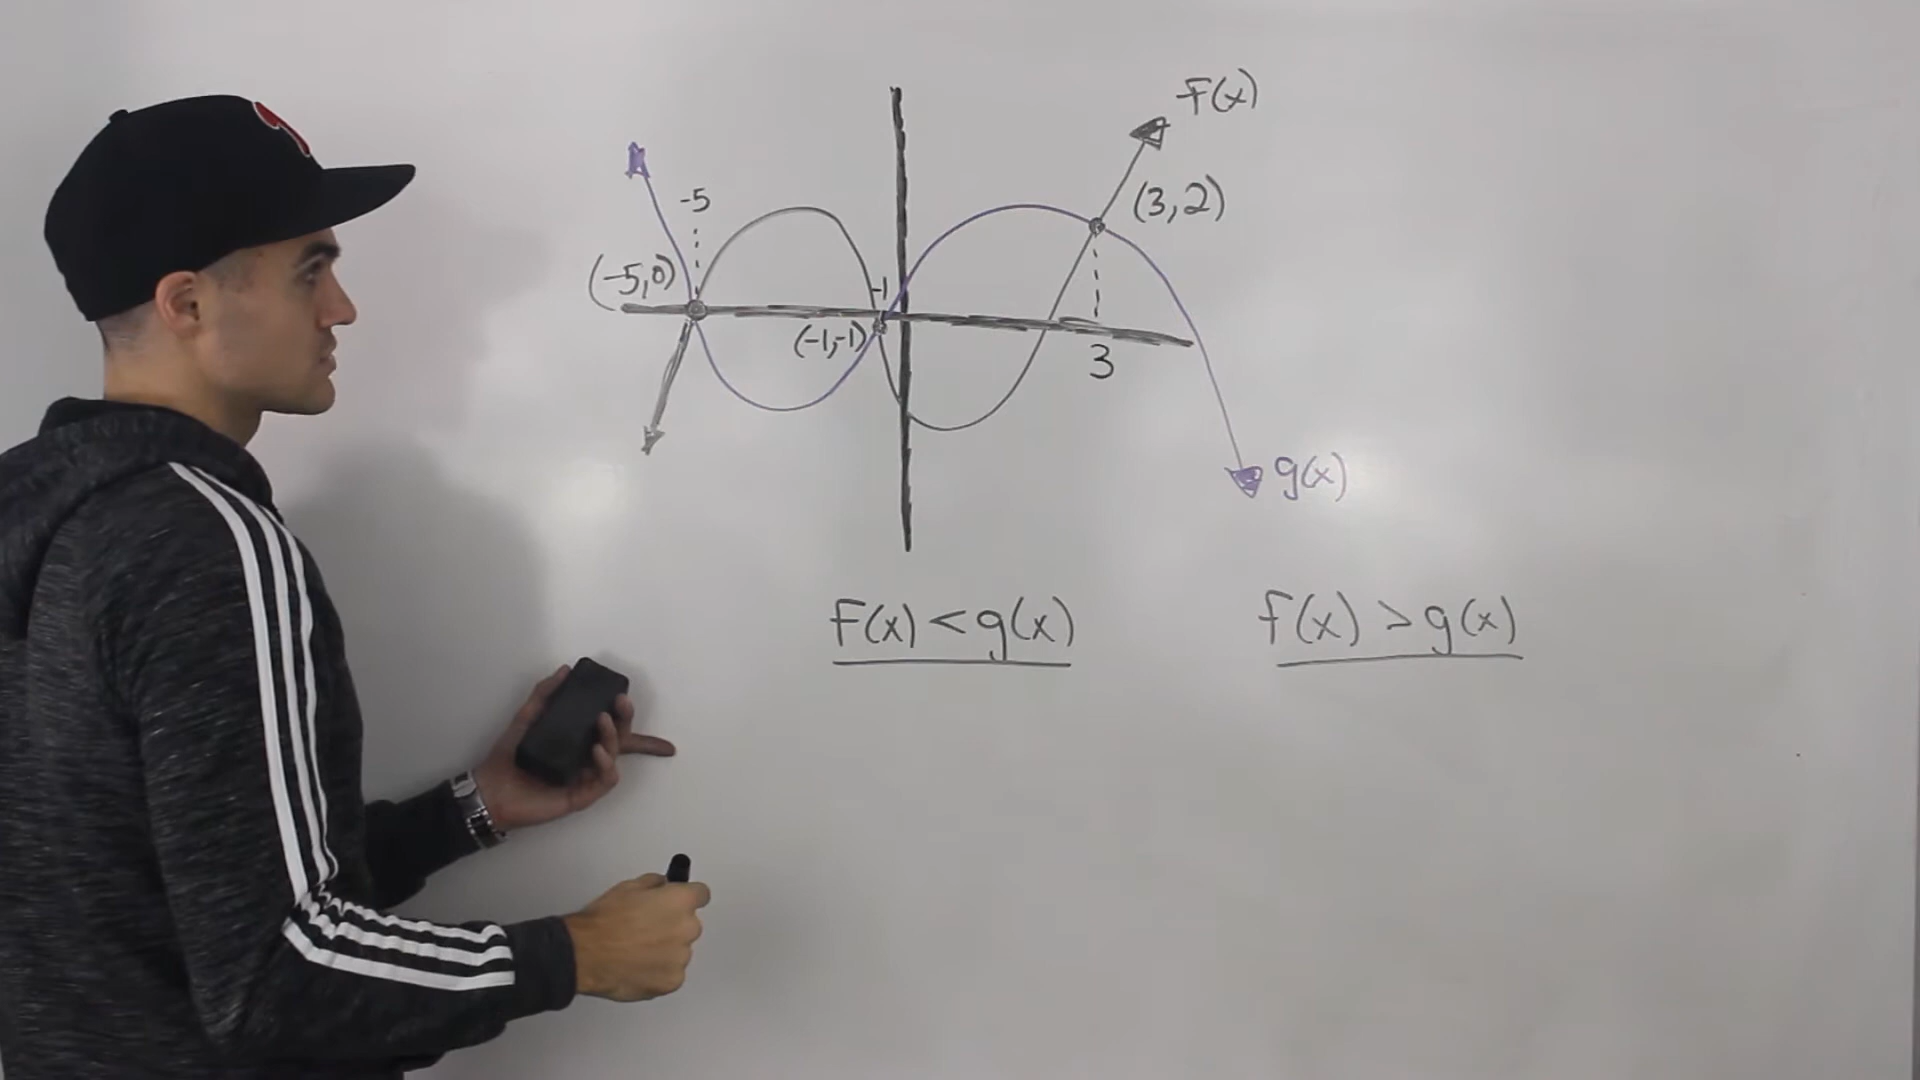 F(x)
-5
(3,2)
(-5,0)
-1
(-1,-1)
3
g(x)
F(x) < g(x)
f(x) > g(x)